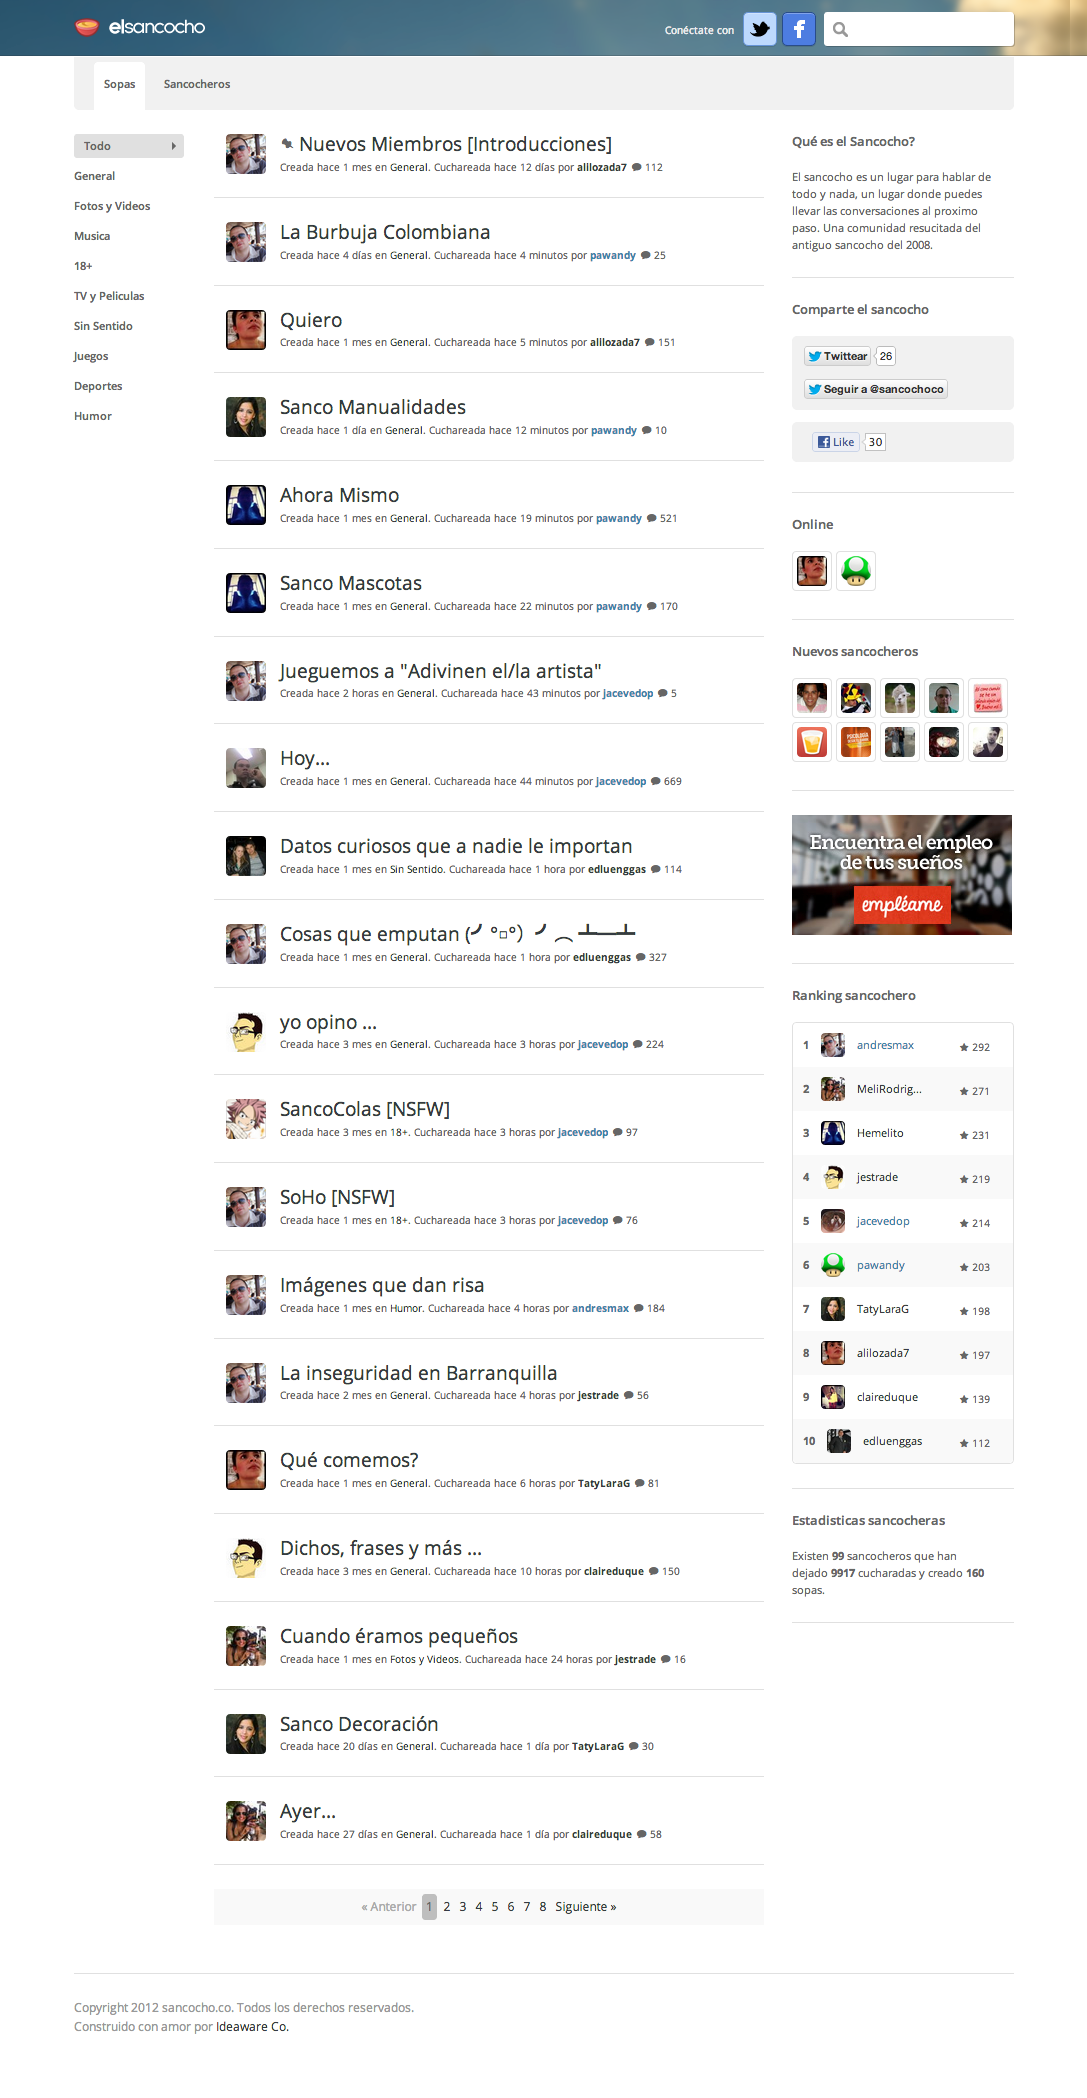 elsancocho
Conéctate con
Sopas
Sancocheros
Todo
General
Fotos y Videos
Musica
18+
TV y Peliculas
Sin Sentido
Juegos
Deportes
Humor
Nuevos Miembros [Introducciones]
Creada hace 1 mes en General. Cuchareada hace 12 días por alilozada7 112
La Burbuja Colombiana
Creada hace 4 días en General. Cuchareada hace 4 minutos por pawandy 25
Quiero
Creada hace 1 mes en General. Cuchareada hace 5 minutos por alilozada7 151
Sanco Manualidades
Creada hace 1 día en General. Cuchareada hace 12 minutos por pawandy 10
Ahora Mismo
Creada hace 1 mes en General. Cuchareada hace 19 minutos por pawandy 521
Sanco Mascotas
Creada hace 1 mes en General. Cuchareada hace 22 minutos por pawandy 170
Jueguemos a "Adivinen el/la artista"
Creada hace 2 horas en General. Cuchareada hace 43 minutos por jacevedop 5
Hoy...
Creada hace 1 mes en General. Cuchareada hace 44 minutos por jacevedop 669
Datos curiosos que a nadie le importan
Creada hace 1 mes en Sin Sentido. Cuchareada hace 1 hora por edluenggas 114
Cosas que emputan (╯°□°）╯︵ ┻━┻
Creada hace 1 mes en General. Cuchareada hace 1 hora por edluenggas 327
yo opino ...
Creada hace 3 mes en General. Cuchareada hace 3 horas por jacevedop 224
SancoColas [NSFW]
Creada hace 3 mes en 18+. Cuchareada hace 3 horas por jacevedop 97
SoHo [NSFW]
Creada hace 1 mes en 18+. Cuchareada hace 3 horas por jacevedop 76
Imágenes que dan risa
Creada hace 1 mes en Humor. Cuchareada hace 4 horas por andresmax 184
La inseguridad en Barranquilla
Creada hace 2 mes en General. Cuchareada hace 4 horas por jestrade 56
Qué comemos?
Creada hace 1 mes en General. Cuchareada hace 6 horas por TatyLaraG 81
Dichos, frases y más ...
Creada hace 3 mes en General. Cuchareada hace 10 horas por claireduque 150
Cuando éramos pequeños
Creada hace 1 mes en Fotos y Videos. Cuchareada hace 24 horas por jestrade 16
Sanco Decoración
Creada hace 20 días en General. Cuchareada hace 1 día por TatyLaraG 30
Ayer...
Creada hace 27 días en General. Cuchareada hace 1 día por claireduque 58
« Anterior 1 2 3 4 5 6 7 8 Siguiente »
Qué es el Sancocho?
El sancocho es un lugar para hablar de
todo y nada, un lugar donde puedes
llevar las conversaciones al proximo
paso. Una comunidad resucitada del
antiguo sancocho del 2008.
Comparte el sancocho
Twittear 26
Seguir a @sancochoco
Like 30
Online
Nuevos sancocheros
Encuentra el empleo
de tus sueños
empléame
Ranking sancochero
1 andresmax 292
2 MeliRodrig... 271
3 Hemelito 231
4 jestrade 219
5 jacevedop 214
6 pawandy 203
7 TatyLaraG 198
8 alilozada7 197
9 claireduque 139
10 edluenggas 112
Estadisticas sancocheras
Existen 99 sancocheros que han
dejado 9917 cucharadas y creado 160
sopas.
Copyright 2012 sancocho.co. Todos los derechos reservados.
Construido con amor por Ideaware Co.